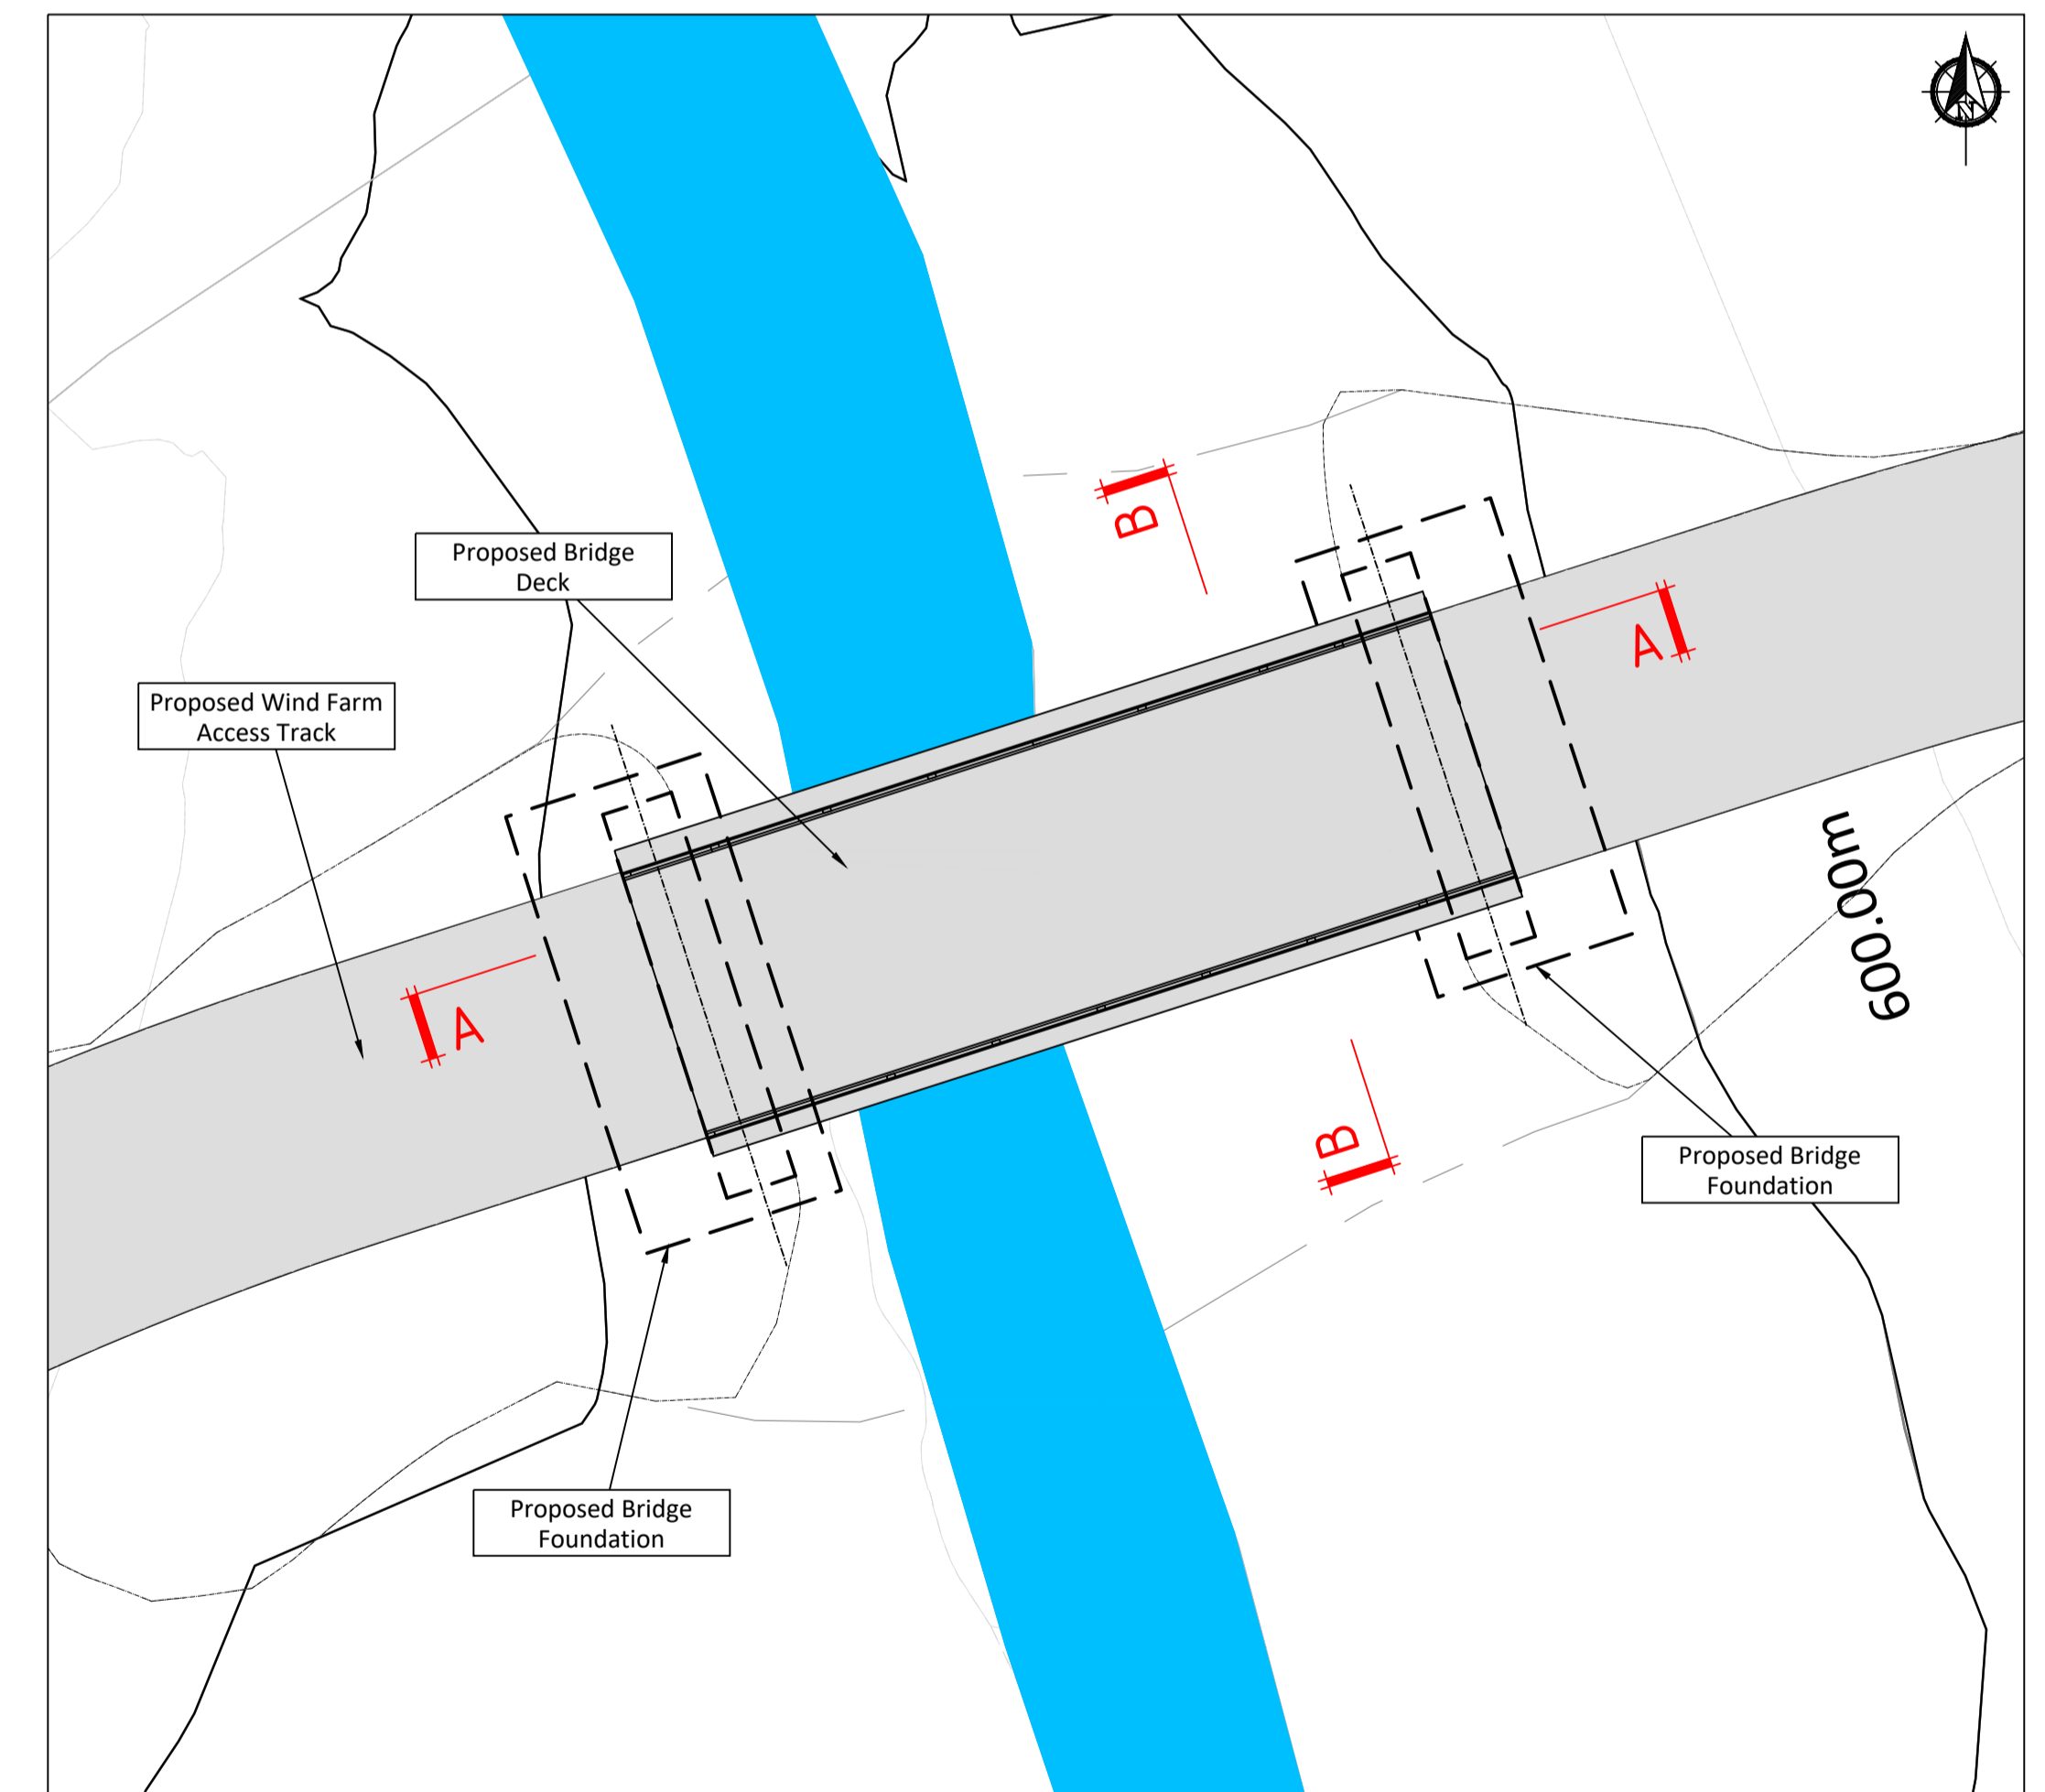 N
B
Proposed Bridge
Deck
A
Proposed Wind Farm
Access Track
600.00m
A
B
Proposed Bridge
Foundation
Proposed Bridge
Foundation